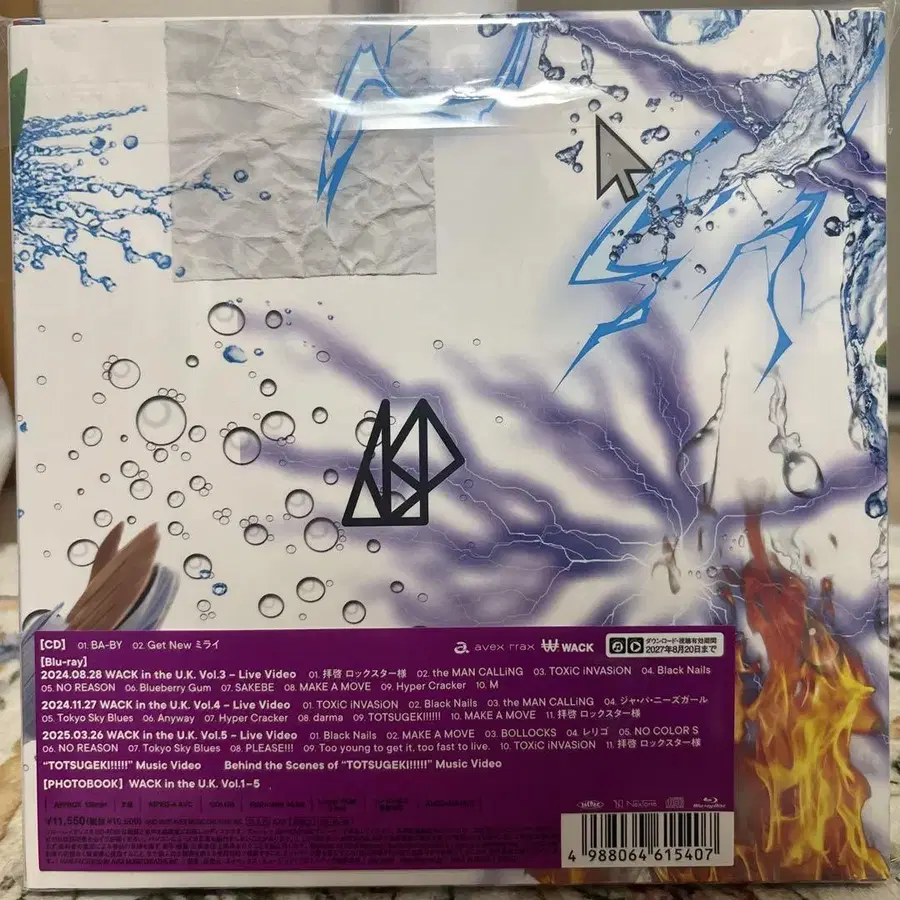 [CD] 01. BA-BY 02. Get New ミライ
avex trax WACK
ダウンロード・視聴有効期間
2027年8月20日まで
[Blu-ray]
2024.08.28 WACK in the U.K. Vol.3 – Live Video 01. 拝啓 ロックスター様 02. the MAN CALLiNG 03. TOXiC iNVASiON 04. Black Nails
05. NO REASON 06. Blueberry Gum 07. SAKEBE 08. MAKE A MOVE 09. Hyper Cracker 10. M
2024.11.27 WACK in the U.K. Vol.4 – Live Video 01. TOXiC iNVASiON 02. Black Nails 03. the MAN CALLiNG 04. ジャ・パ・ニーズガール
05. Tokyo Sky Blues 06. Anyway 07. Hyper Cracker 08. darma 09. TOTSUGEKI!!!!! 10. MAKE A MOVE 11. 拝啓 ロックスター様
2025.03.26 WACK in the U.K. Vol.5 – Live Video 01. Black Nails 02. MAKE A MOVE 03. BOLLOCKS 04. レリゴ 05. NO COLOR S
06. NO REASON 07. Tokyo Sky Blues 08. PLEASE!!! 09. Too young to get it, too fast to live. 10. TOXiC iNVASiON 11. 拝啓 ロックスター様
"TOTSUGEKI!!!!!" Music Video Behind the Scenes of "TOTSUGEKI!!!!!" Music Video
[PHOTOBOOK] WACK in the U.K. Vol.1–5
¥11,550
NexTone
Blu-ray Disc
4 988064 615407